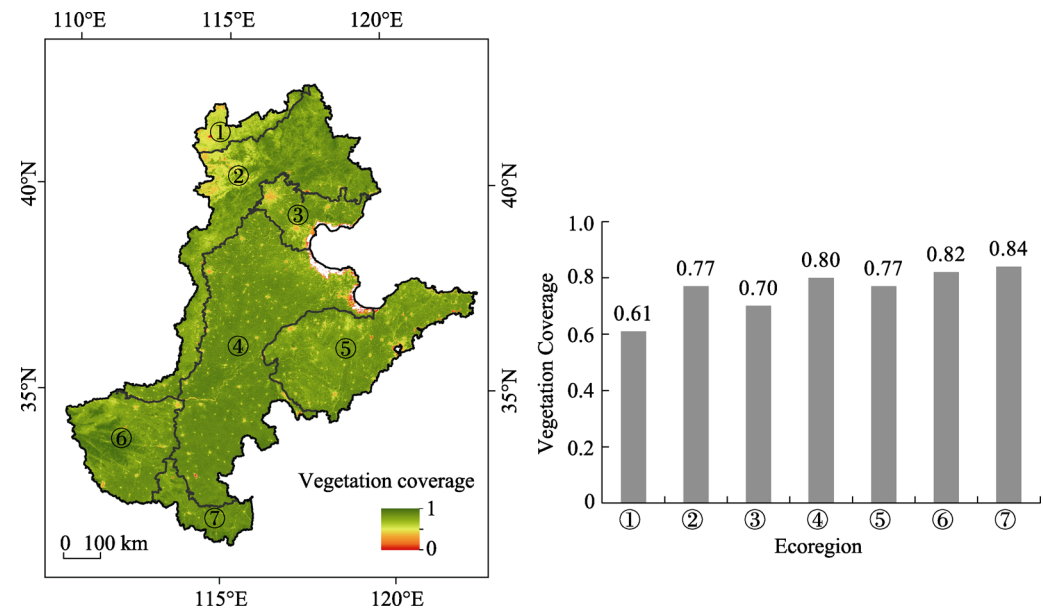 110°E 115°E 120°E
40°N
35°N
40°N
35°N
①
②
③
④
⑤
⑥
⑦
Vegetation coverage
1
0
0 100 km
115°E 120°E
Vegetation Coverage
1.0
0.8
0.6
0.4
0.2
0
0.61
0.77
0.70
0.80
0.77
0.82
0.84
① ② ③ ④ ⑤ ⑥ ⑦
Ecoregion